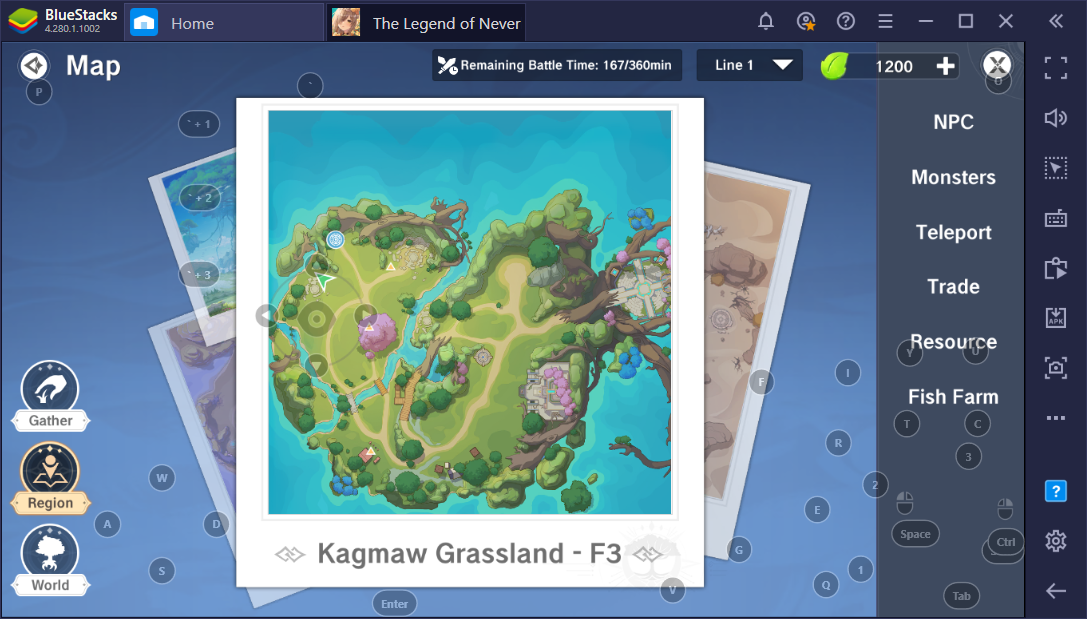 BlueStacks
4.280.1.1002
Home
The Legend of Never
Map
Remaining Battle Time: 167/360min
Line 1
1200
P
O
`
` + 1
` + 2
` + 3
NPC
Monsters
Teleport
Trade
Resource
Fish Farm
Y
U
I
F
T
C
R
3
2
W
A
D
S
E
Space
Ctrl
G
1
Q
V
Tab
Enter
Gather
Region
World
Kagmaw Grassland - F3
APK
?